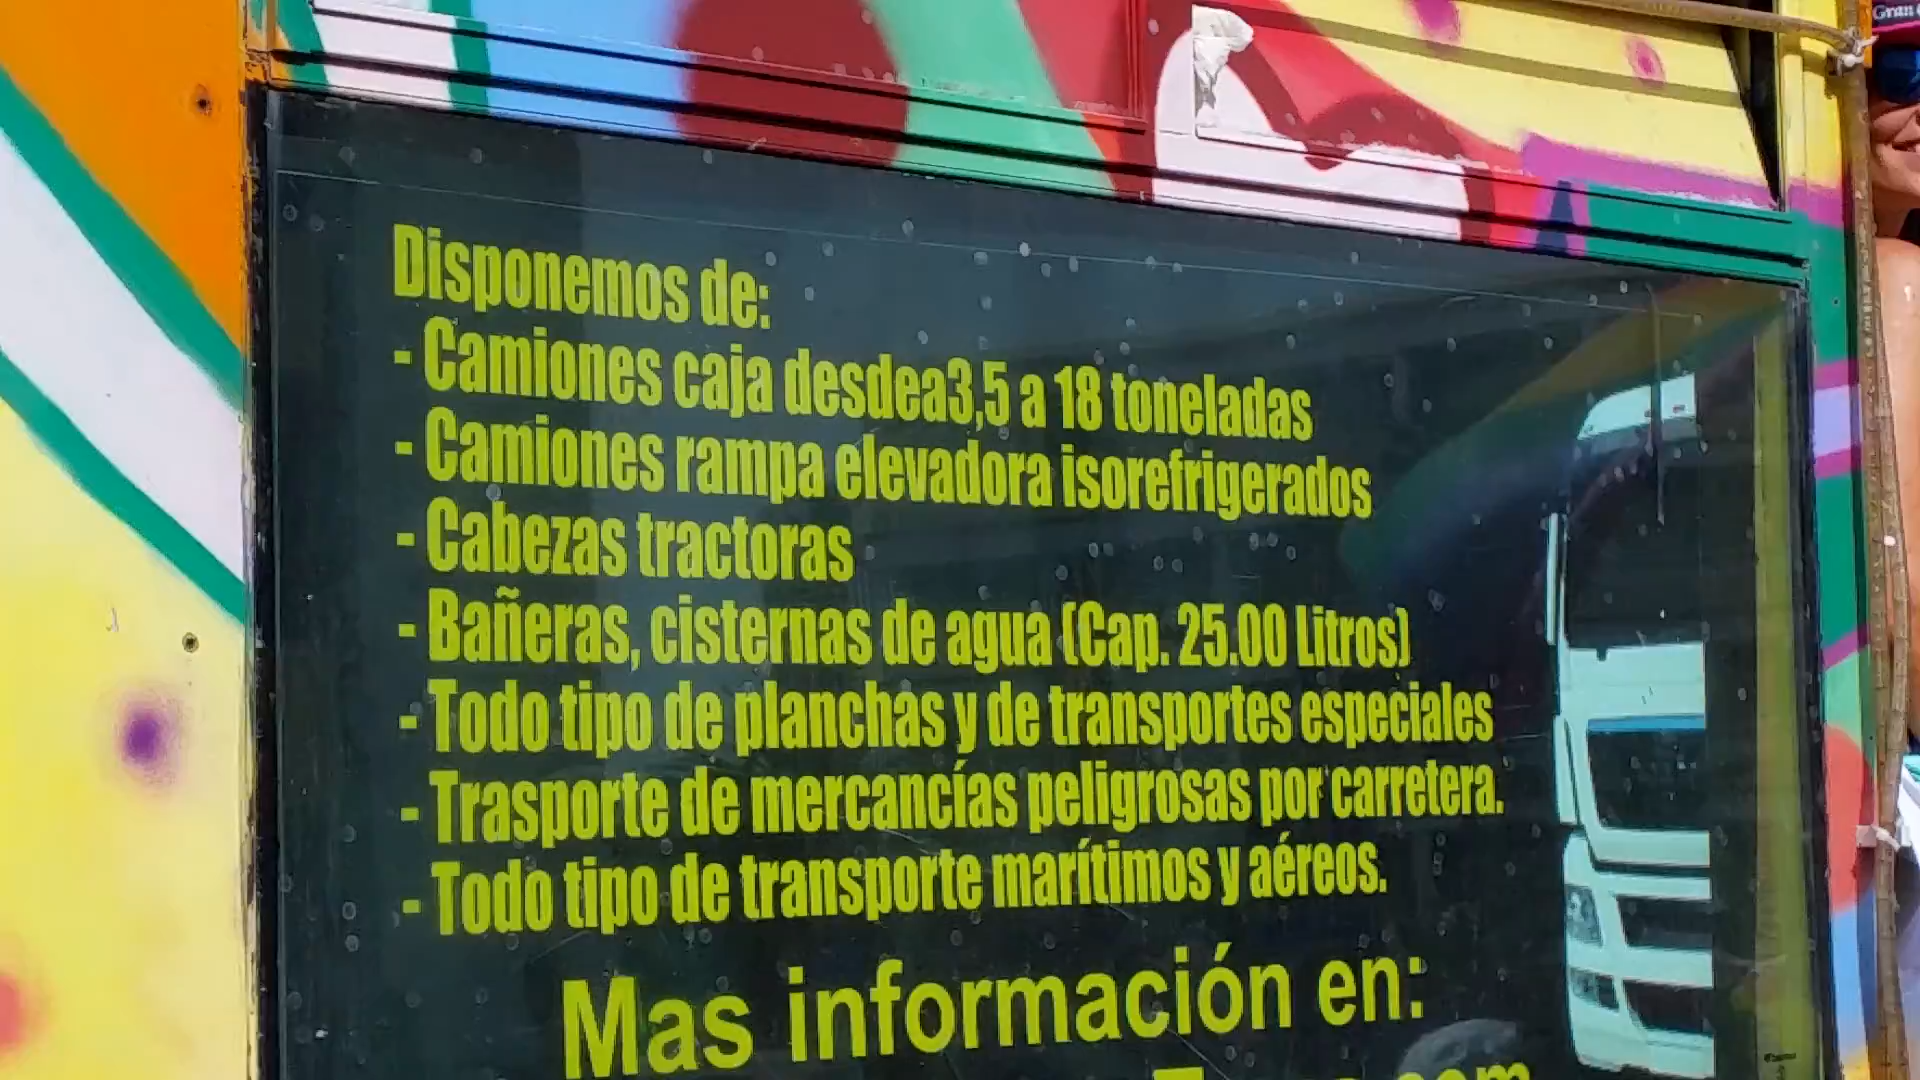 Gran
Disponemos de:
- Camiones caja desdea3,5 a 18 toneladas
- Camiones rampa elevadora isorefrigerados
- Cabezas tractoras
- Bañeras, cisternas de agua (Cap. 25.00 Litros)
- Todo tipo de planchas y de transportes especiales
- Trasporte de mercancías peligrosas por carretera.
- Todo tipo de transporte marítimos y aéreos.
Mas información en: